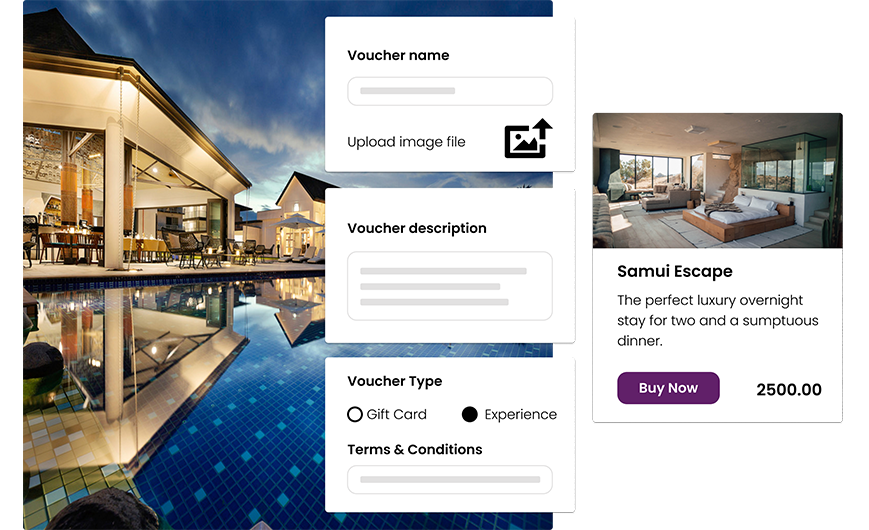 Voucher name
Upload image file
Voucher description
Voucher Type
Gift Card
Experience
Terms & Conditions
Samui Escape
The perfect luxury overnight
stay for two and a sumptuous
dinner.
Buy Now
2500.00